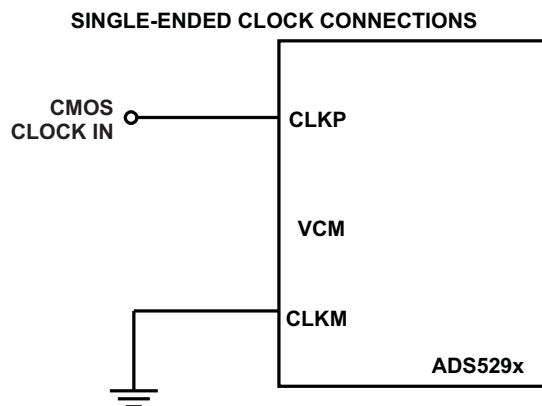 SINGLE-ENDED CLOCK CONNECTIONS
CMOS
CLOCK IN
CLKP
VCM
CLKM
ADS529x